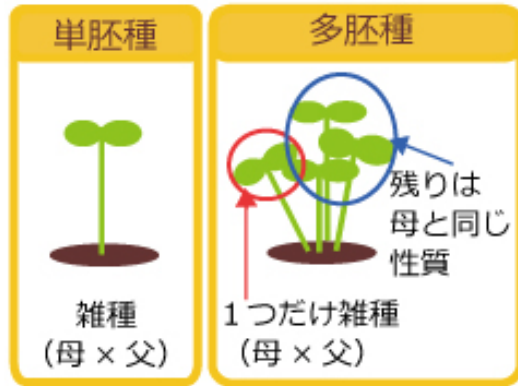 単胚種
雑種
（母 × 父）
多胚種
残りは
母と同じ
性質
１つだけ雑種
（母 × 父）